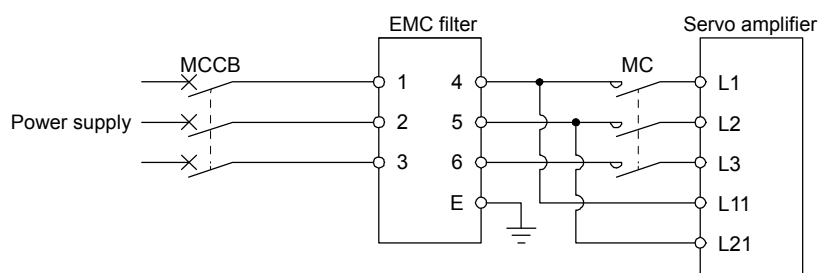 EMC filter
Servo amplifier
MCCB
MC
1
4
L1
Power supply
2
5
L2
3
6
L3
E
L11
L21